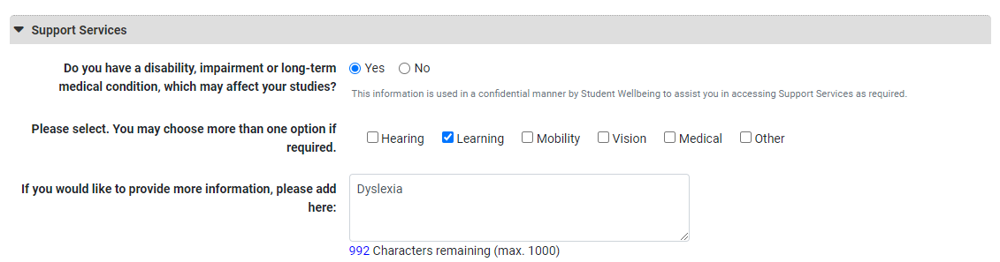 Support Services
Do you have a disability, impairment or long-term
medical condition, which may affect your studies?
Yes No
This information is used in a confidential manner by Student Wellbeing to assist you in accessing Support Services as required.
Please select. You may choose more than one option if
required.
Hearing Learning Mobility Vision Medical Other
If you would like to provide more information, please add
here:
Dyslexia
992 Characters remaining (max. 1000)